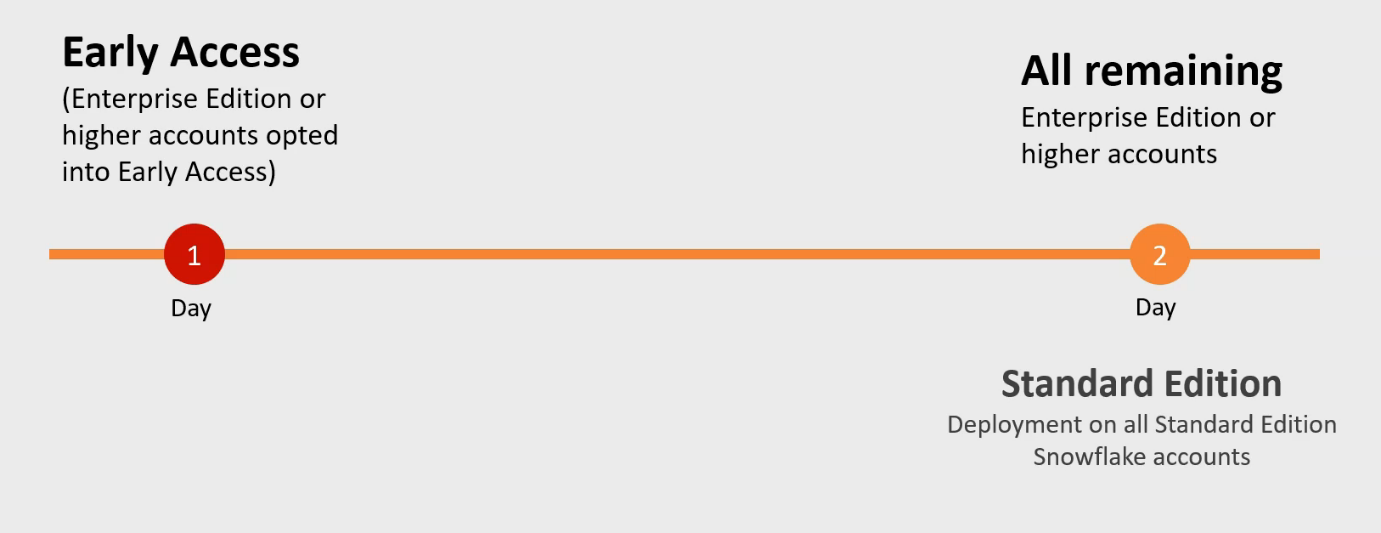 Early Access
(Enterprise Edition or
higher accounts opted
into Early Access)
All remaining
Enterprise Edition or
higher accounts
1
2
Day
Day
Standard Edition
Deployment on all Standard Edition
Snowflake accounts